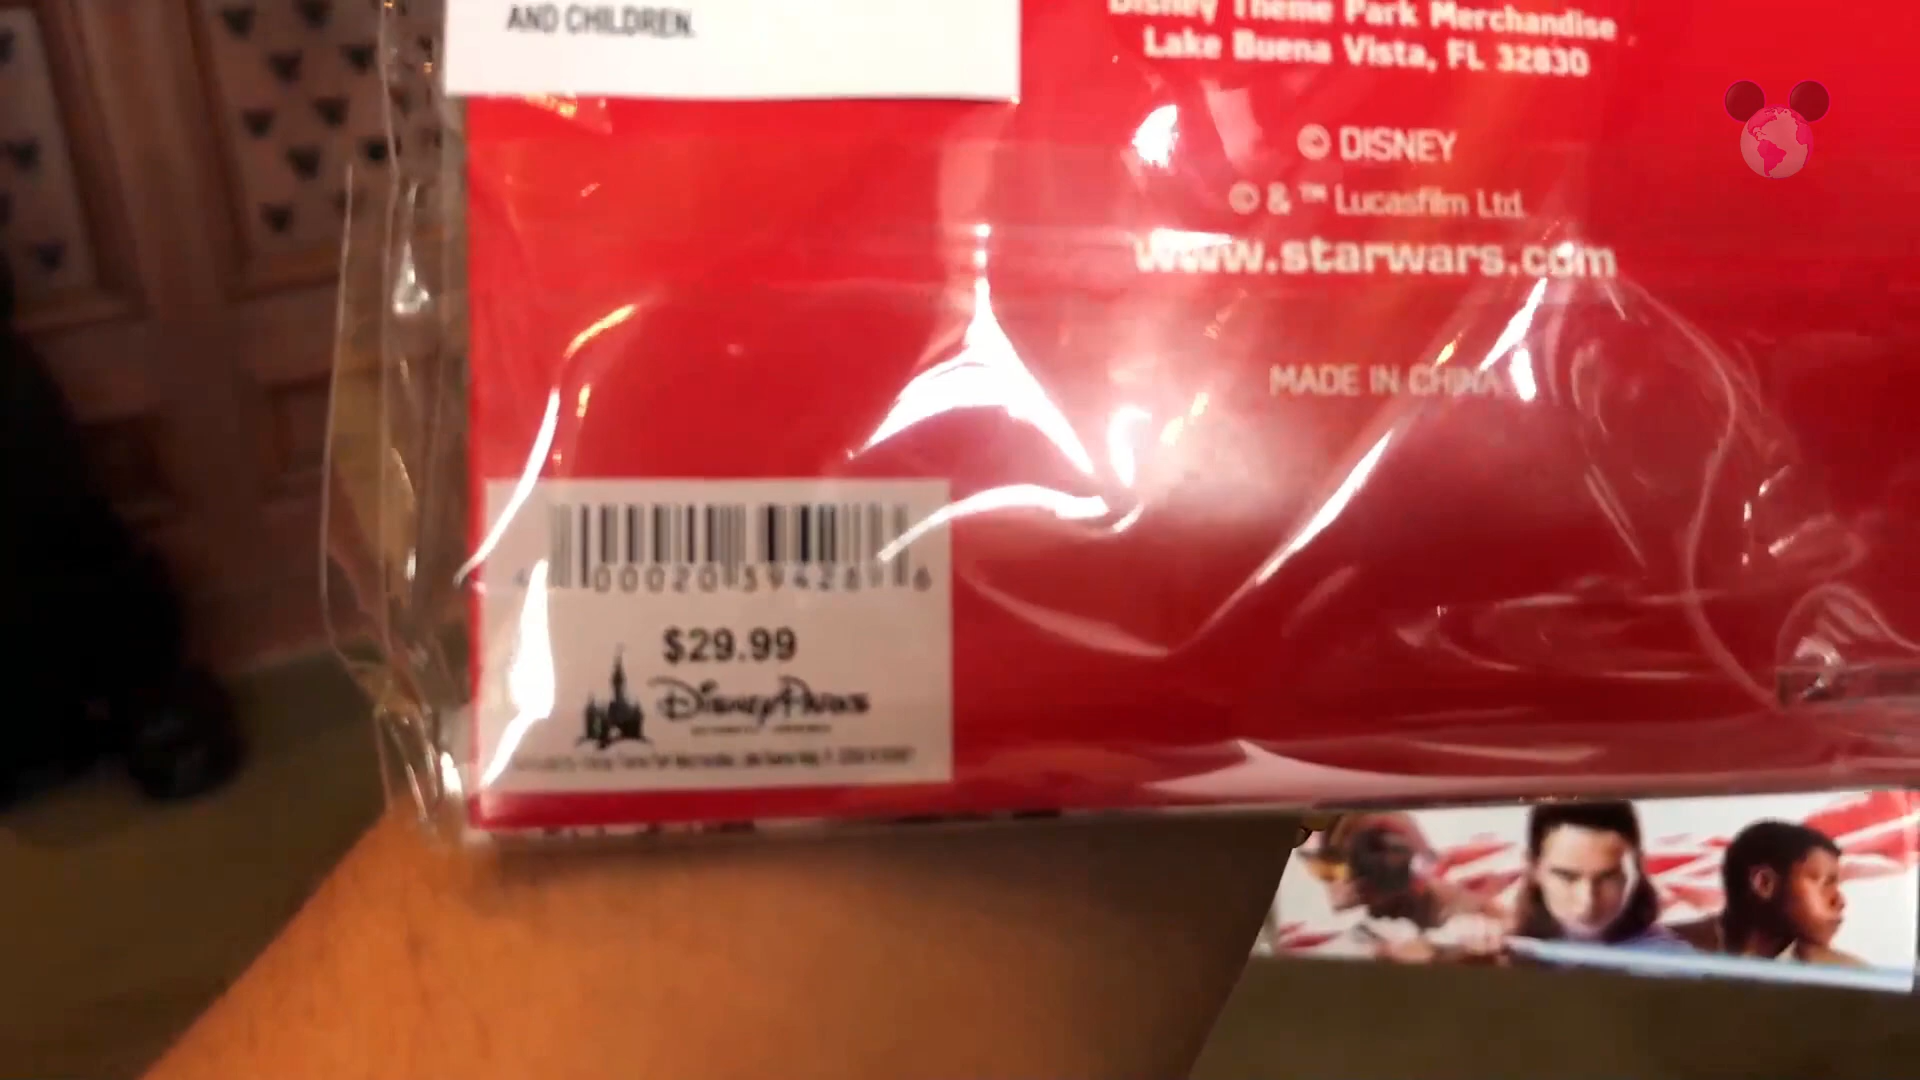 AND CHILDREN.
Disney Theme Park Merchandise
Lake Buena Vista, FL 32830
© DISNEY
© & ™ Lucasfilm Ltd.
www.starwars.com
MADE IN CHINA
$29.99
Disney Parks